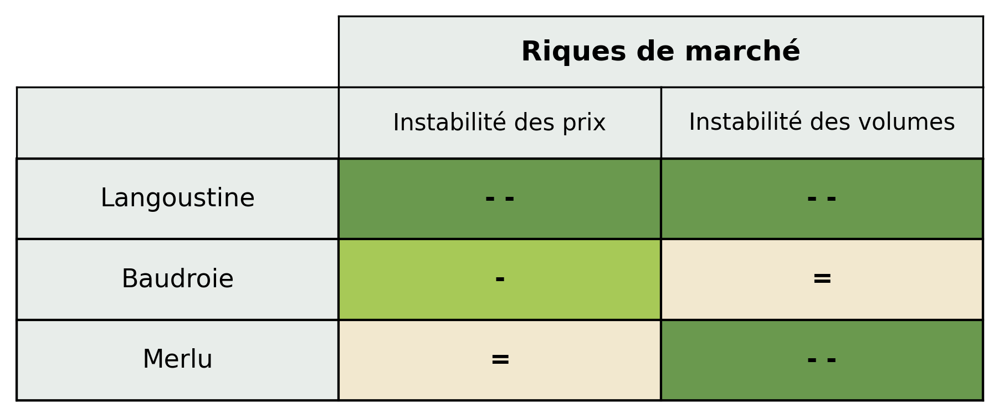 Riques de marché
Instabilité des prix Instabilité des volumes
Langoustine - - - -
Baudroie - =
Merlu = - -